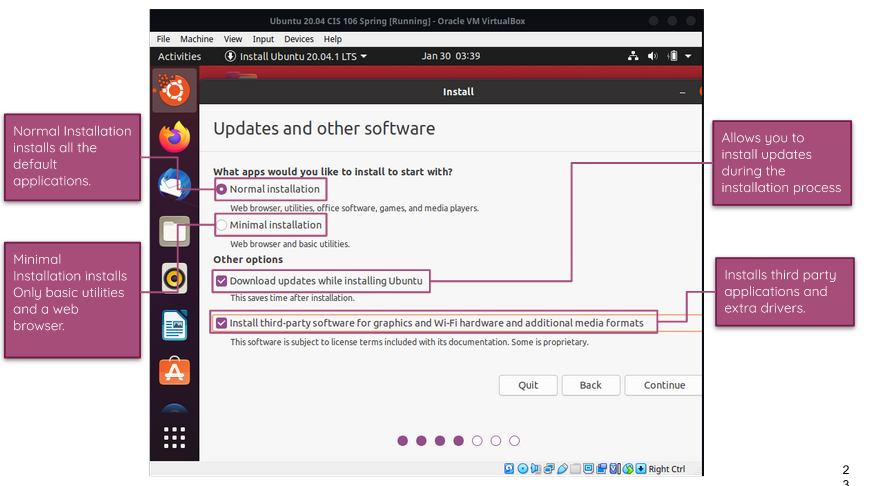 Ubuntu 20.04 CIS 106 Spring [Running] - Oracle VM VirtualBox
File Machine View Input Devices Help
Activities
Install Ubuntu 20.04.1 LTS
Jan 30 03:39
Install
Updates and other software
What apps would you like to install to start with?
Normal installation
Web browser, utilities, office software, games, and media players.
Minimal installation
Web browser and basic utilities.
Other options
Download updates while installing Ubuntu
This saves time after installation.
Install third-party software for graphics and Wi-Fi hardware and additional media formats
This software is subject to license terms included with its documentation. Some is proprietary.
Quit
Back
Continue
Right Ctrl
Normal Installation
installs all the
default
applications.
Minimal
Installation installs
Only basic utilities
and a web
browser.
Allows you to
install updates
during the
installation process
Installs third party
applications and
extra drivers.
2
3